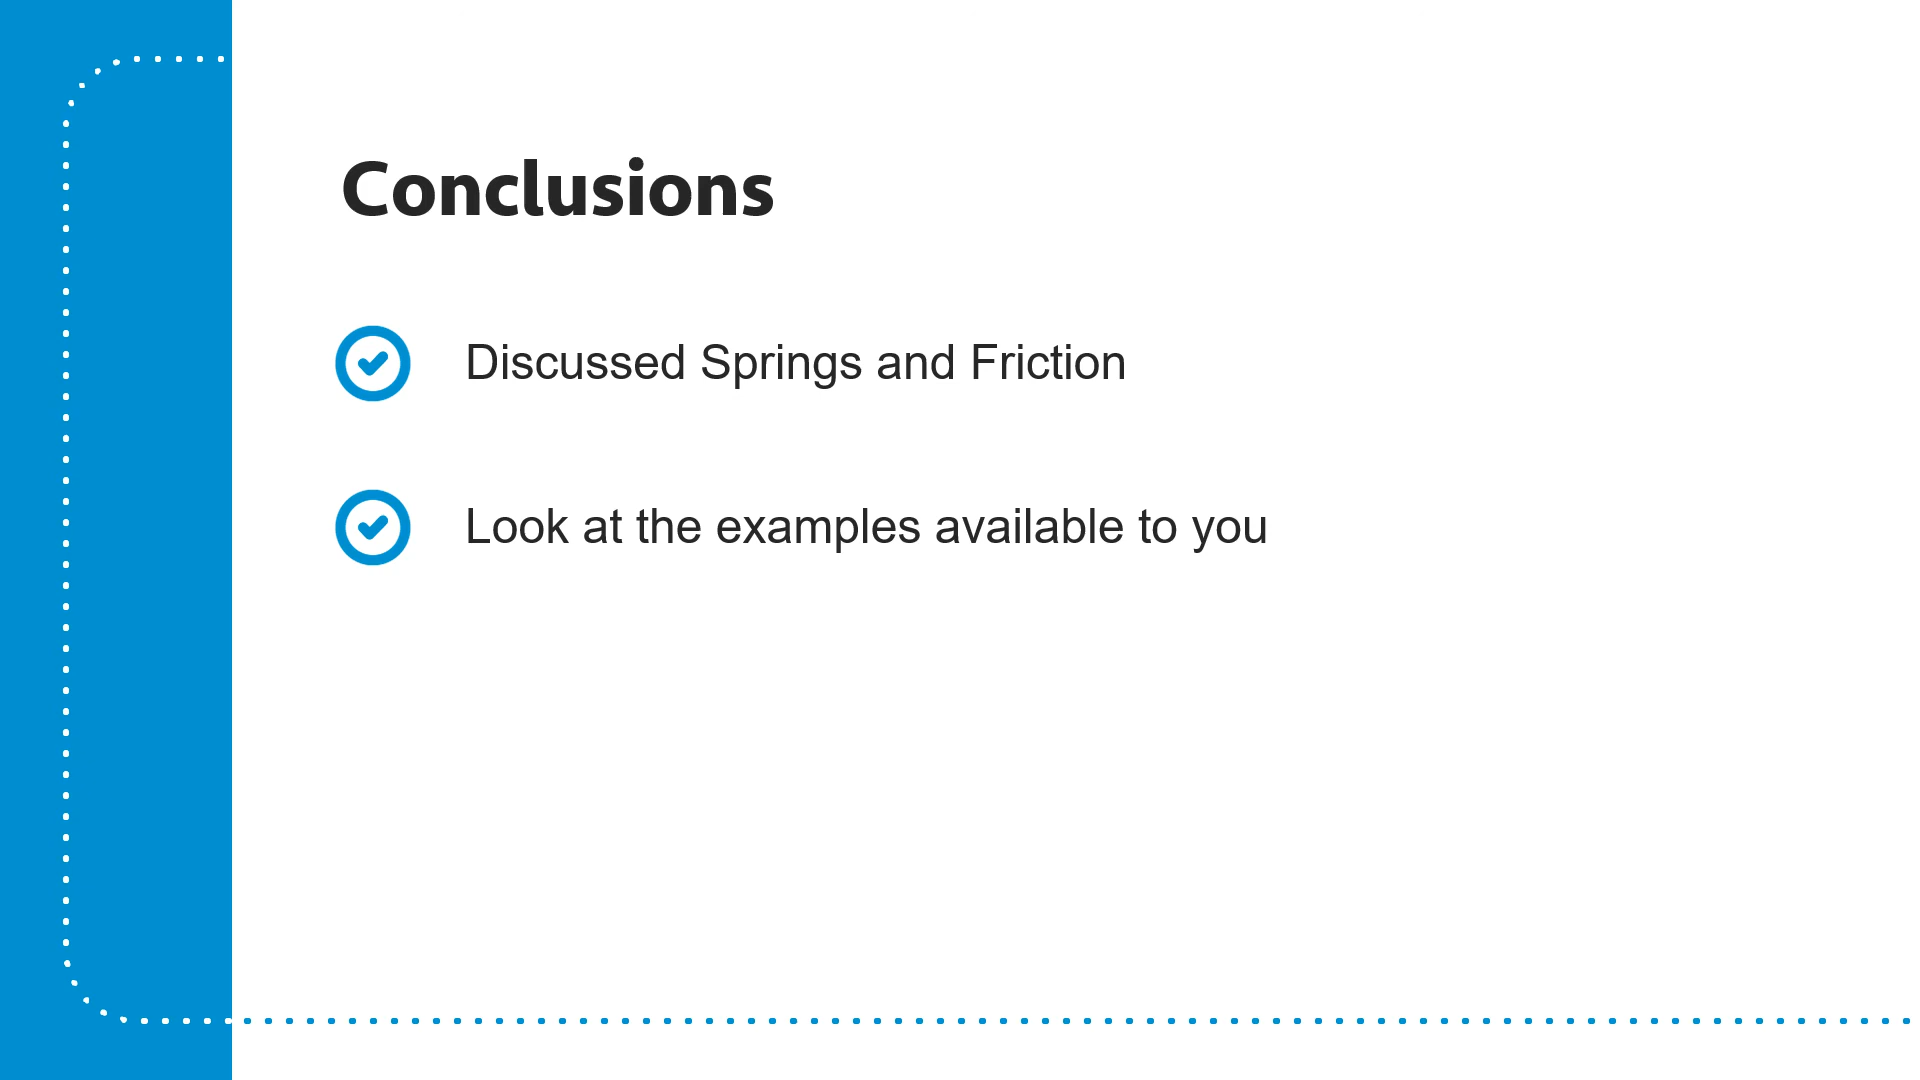 Conclusions
Discussed Springs and Friction
Look at the examples available to you